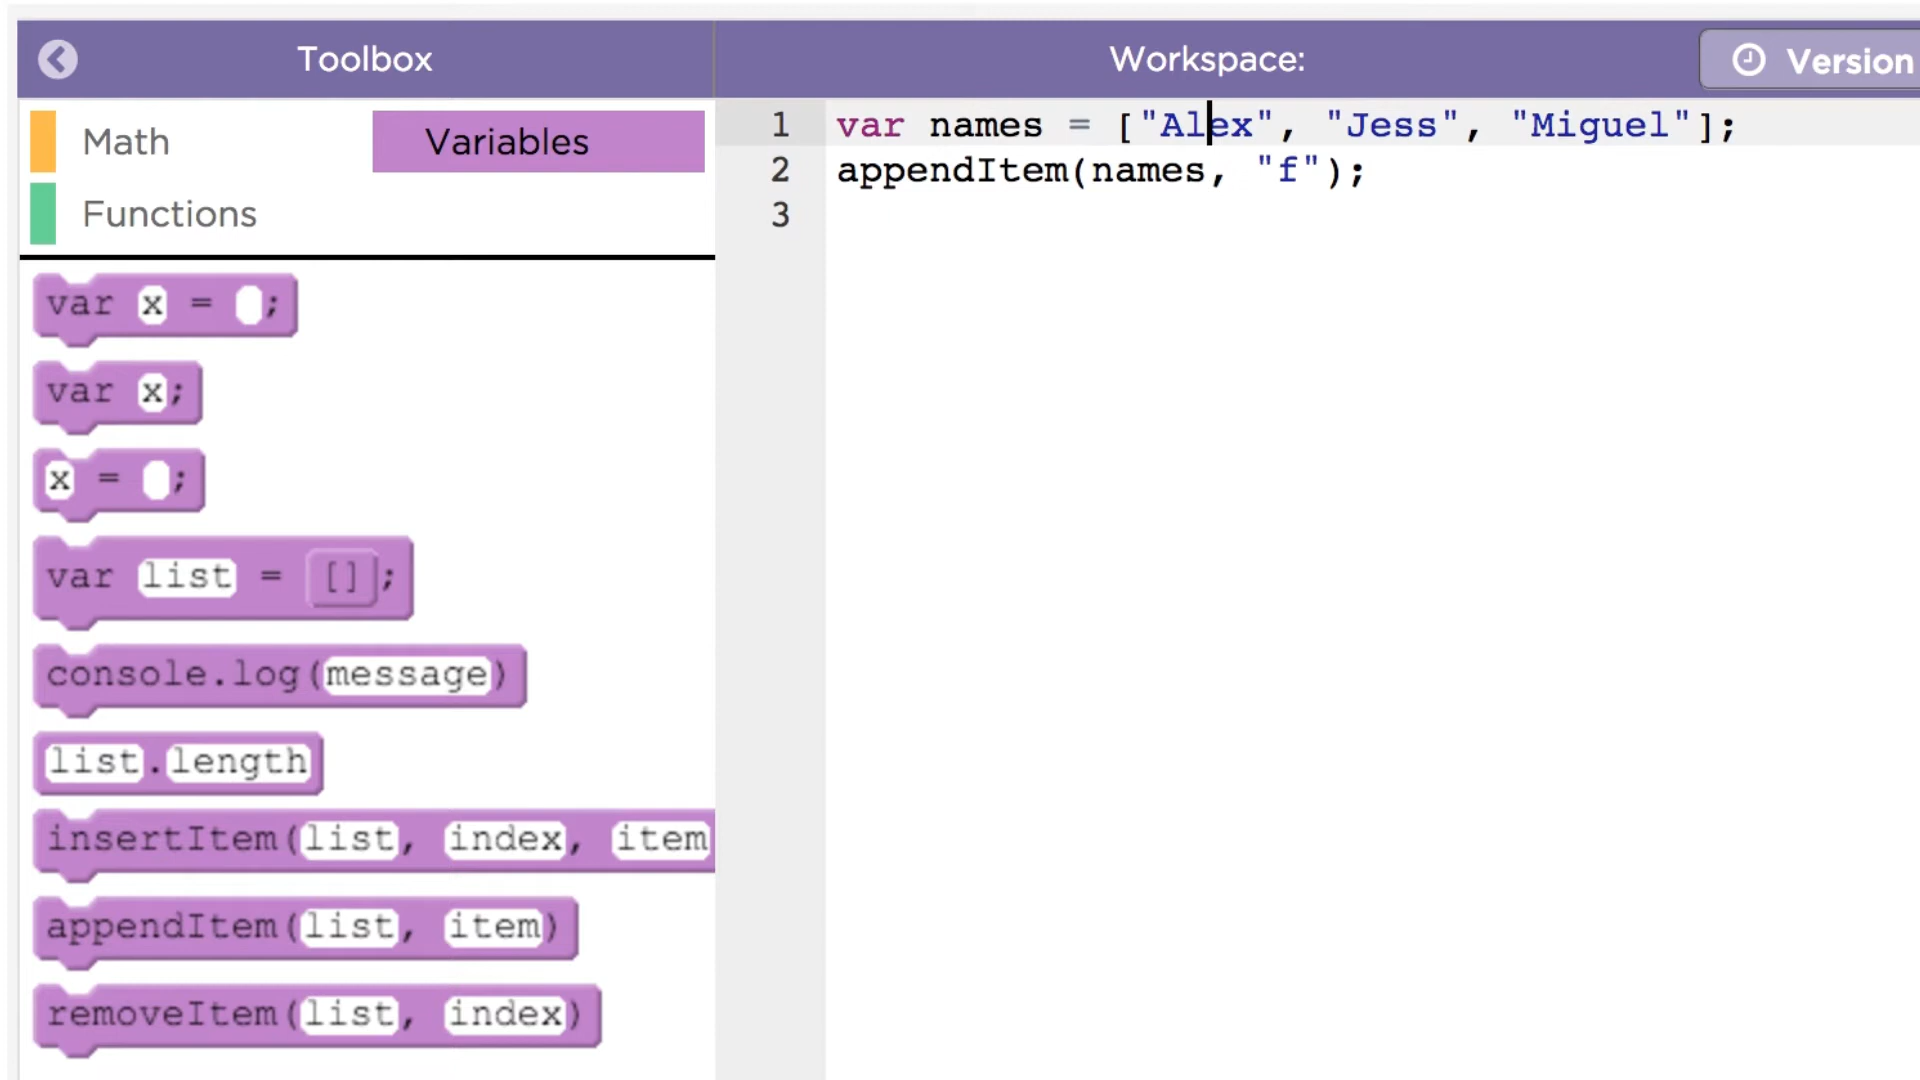 Toolbox
Workspace:
Version
Math
Variables
Functions
var x = ;
var x;
x = ;
var list = [];
console.log(message)
list.length
insertItem(list, index, item
appendItem(list, item)
removeItem(list, index)
1 var names = ["Alex", "Jess", "Miguel"];
2 appendItem(names, "f");
3